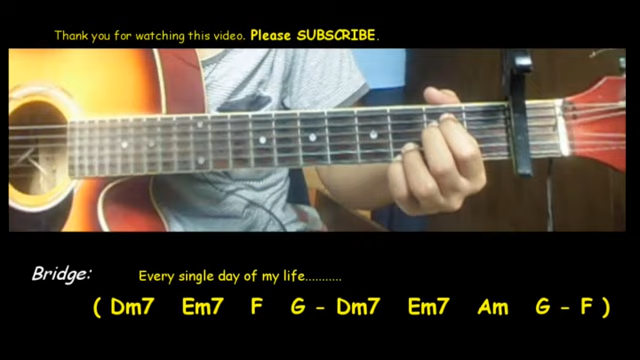 Thank you for watching this video. Please SUBSCRIBE.
Bridge: Every single day of my life...........
( Dm7 Em7 F G - Dm7 Em7 Am G - F )